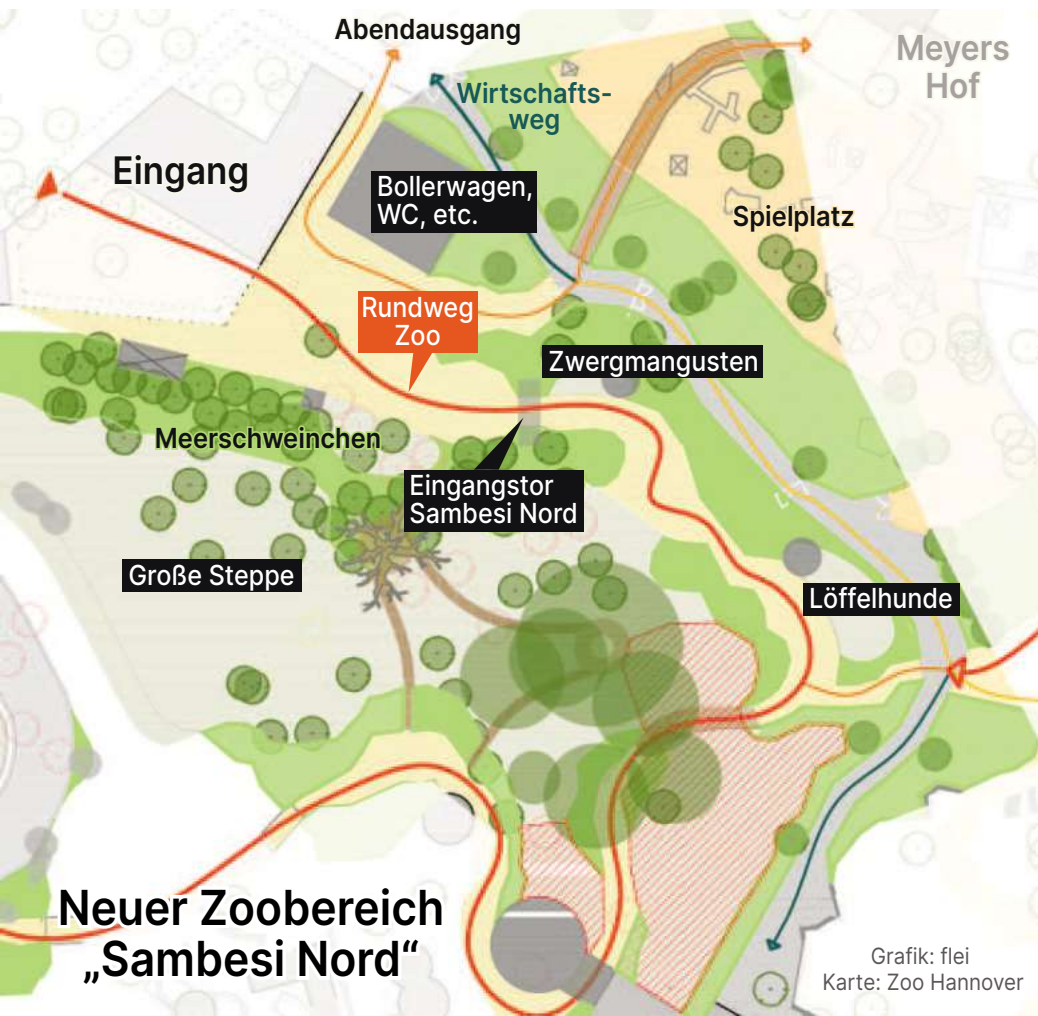 Abendausgang
Meyers
Hof
Wirtschafts-
weg
Eingang
Bollerwagen,
WC, etc.
Spielplatz
Rundweg
Zoo
Zwergmangusten
Meerschweinchen
Eingangstor
Sambesi Nord
Große Steppe
Löffelhunde
Neuer Zoobereich
„Sambesi Nord“
Grafik: flei
Karte: Zoo Hannover